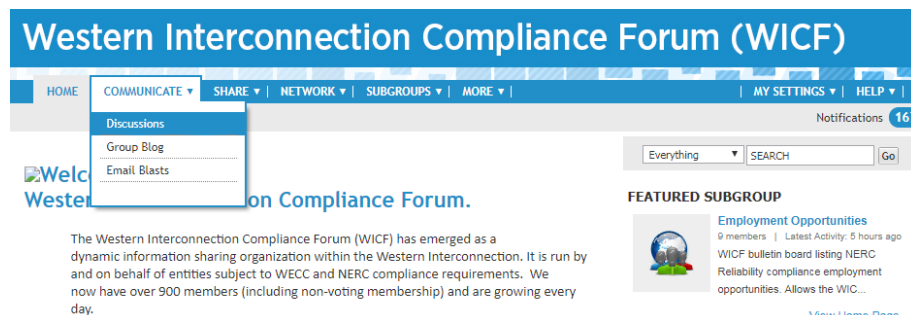 Western Interconnection Compliance Forum (WICF)
HOME COMMUNICATE ▼ SHARE ▼ | NETWORK ▼ | SUBGROUPS ▼ | MORE ▼ | | MY SETTINGS ▼ | HELP ▼ |
Discussions
Group Blog
Email Blasts
Notifications 16
Everything ▼ SEARCH Go
Welc
Wester on Compliance Forum.
The Western Interconnection Compliance Forum (WICF) has emerged as a
dynamic information sharing organization within the Western Interconnection. It is run by
and on behalf of entities subject to WECC and NERC compliance requirements. We
now have over 900 members (including non-voting membership) and are growing every
day.
FEATURED SUBGROUP
Employment Opportunities
9 members | Latest Activity: 5 hours ago
WICF bulletin board listing NERC
Reliability compliance employment
opportunities. Allows the WIC...
View Home Page